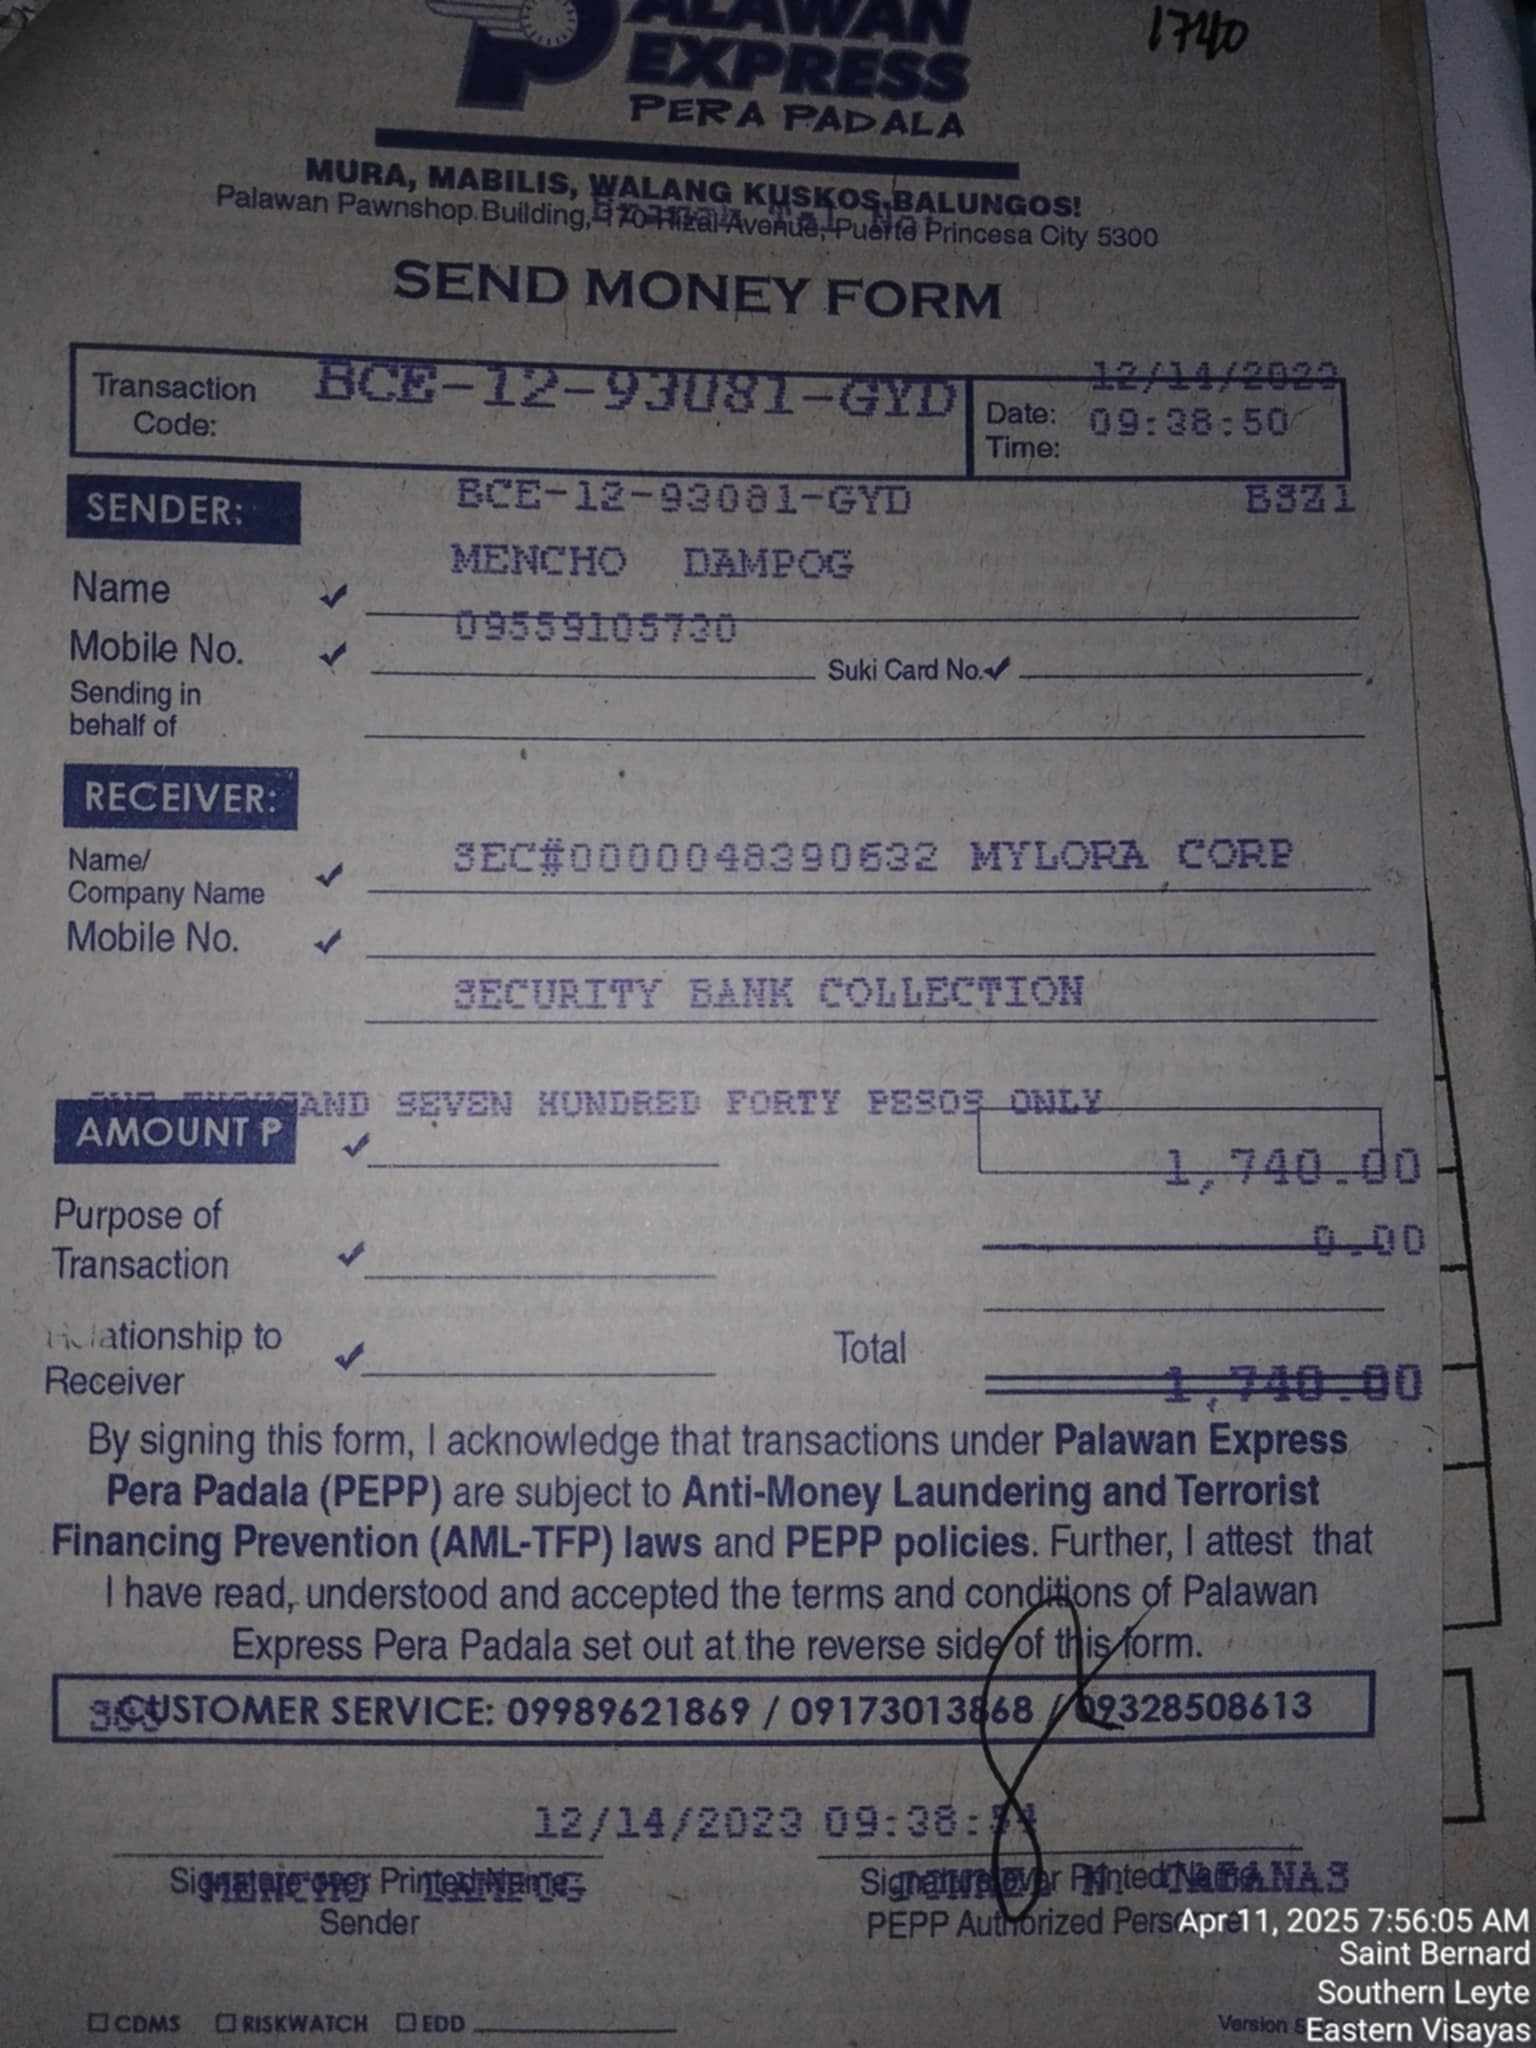 PALAWAN
1740
EXPRESS
PERA PADALA
MURA, MABILIS, WALANG KUSKOS BALUNGOS!
Palawan Pawnshop Building, 170 Rizal Avenue, Puerto Princesa City 5300
SEND MONEY FORM
Transaction Code: BCE-12-93081-GYD
12/14/2023
Date: Time: 09:38:50
SENDER: BCE-12-93081-GYD BSZ1
Name MENCHO DAMPOG
Mobile No. 09559105730 Suki Card No.
Sending in behalf of
RECEIVER:
Name/ Company Name SEC#0000048390632 MYLORA CORP
Mobile No.
SECURITY BANK COLLECTION
ONE THOUSAND SEVEN HUNDRED FORTY PESOS ONLY
AMOUNT P 1,740.00
Purpose of Transaction 0.00
Relationship to Receiver Total 1,740.00
By signing this form, I acknowledge that transactions under Palawan Express
Pera Padala (PEPP) are subject to Anti-Money Laundering and Terrorist
Financing Prevention (AML-TFP) laws and PEPP policies. Further, I attest that
I have read, understood and accepted the terms and conditions of Palawan
Express Pera Padala set out at the reverse side of this form.
CUSTOMER SERVICE: 09989621869 / 09173013868 / 09328508613
12/14/2023 09:38:54
Signature over Printed Name Signature over Printed Name
MENCHO DAMPOG M. CABANAS
Sender PEPP Authorized Personnel
Apr 11, 2025 7:56:05 AM
Saint Bernard
Southern Leyte
Eastern Visayas
CDMS RISKWATCH EDD Version